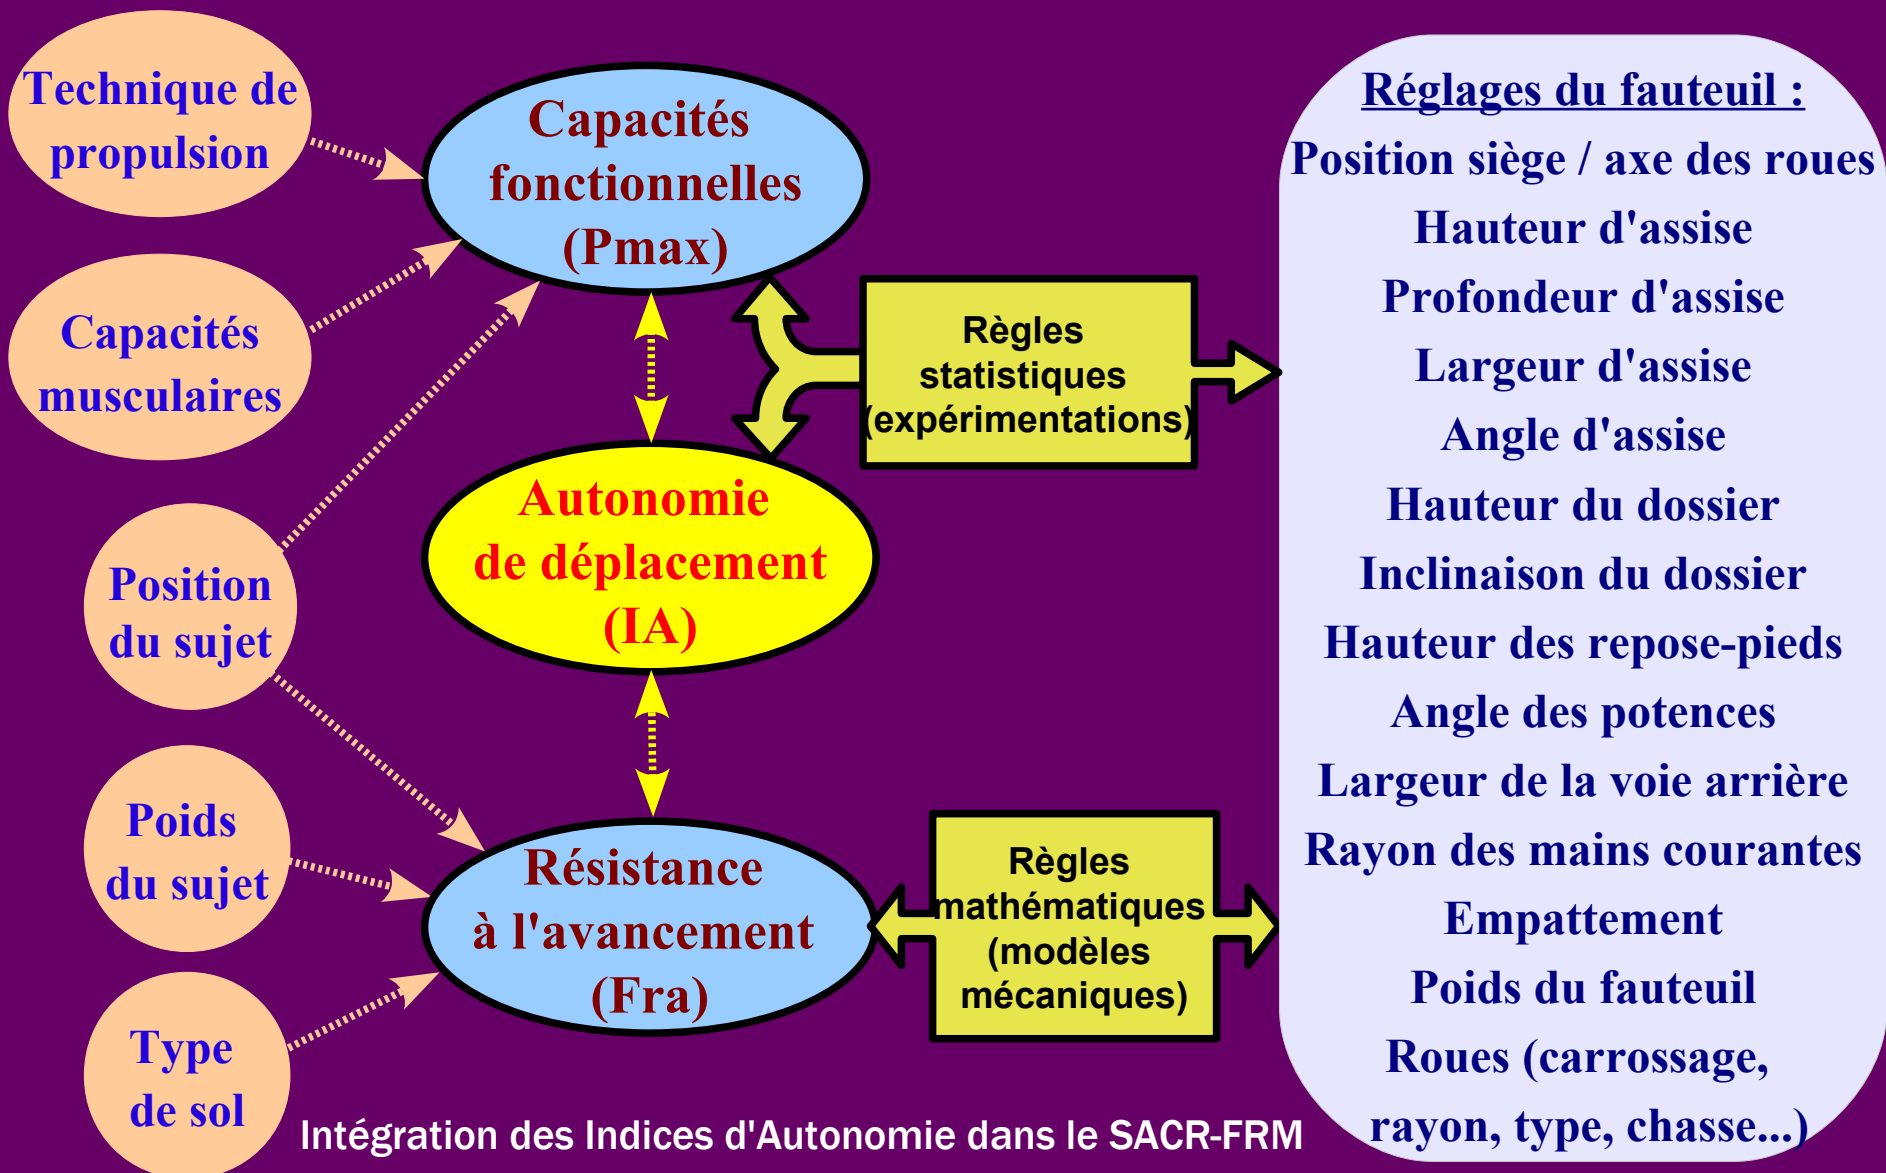 Technique de
propulsion
Capacités
musculaires
Position
du sujet
Poids
du sujet
Type
de sol
Capacités
fonctionnelles
(Pmax)
Autonomie
de déplacement
(IA)
Résistance
à l'avancement
(Fra)
Règles
statistiques
(expérimentations)
Règles
mathématiques
(modèles
mécaniques)
Réglages du fauteuil :
Position siège / axe des roues
Hauteur d'assise
Profondeur d'assise
Largeur d'assise
Angle d'assise
Hauteur du dossier
Inclinaison du dossier
Hauteur des repose-pieds
Angle des potences
Largeur de la voie arrière
Rayon des mains courantes
Empattement
Poids du fauteuil
Roues (carrossage,
rayon, type, chasse...)
Intégration des Indices d'Autonomie dans le SACR-FRM